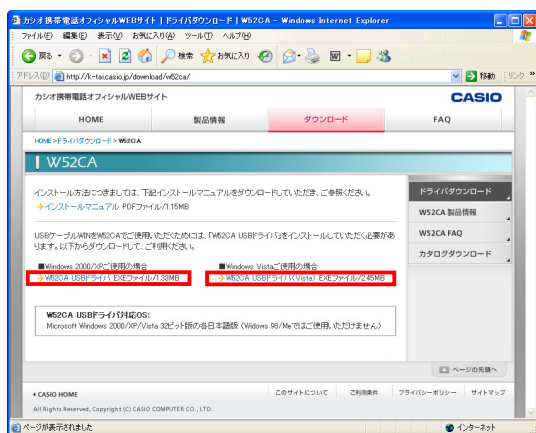 カシオ携帯電話オフィシャルWEBサイト | ドライバダウンロード | W52CA - Windows Internet Explorer
ファイル(F) 編集(E) 表示(V) お気に入り(A) ツール(T) ヘルプ(H)
戻る 検索 お気に入り
アドレス(D) http://k-tai.casio.jp/download/w52ca/ 移動 リンク »
カシオ携帯電話オフィシャルWEBサイト CASIO
HOME 製品情報 ダウンロード FAQ
HOME>ドライバダウンロード>W52CA
W52CA
インストール方法につきましては、下記インストールマニュアルをダウンロードしていただき、ご参照ください。
インストールマニュアル PDFファイル/1.15MB
USBケーブルWINをW52CAでご使用いただくためには、「W52CA USBドライバ」をインストールしていただく必要があ
ります。以下からダウンロードして、ご利用ください。
■Windows 2000/XPご使用の場合 ■Windows Vistaご使用の場合
W52CA USBドライバ EXEファイル/1.33MB W52CA USBドライバ(Vista) EXEファイル/2.45MB
W52CA USBドライバ対応OS:
Microsoft Windows 2000/XP/Vista 32ビット版の各日本語版 (Windows 98/Meではご使用いただけません)
ドライバダウンロード
W52CA 製品情報
W52CA FAQ
カタログダウンロード
ページの先頭へ
CASIO HOME このサイトについて ご利用条件 プライバシーポリシー サイトマップ
All Rights Reserved, Copyright (C) CASIO COMPUTER CO., LTD.
ページが表示されました インターネット